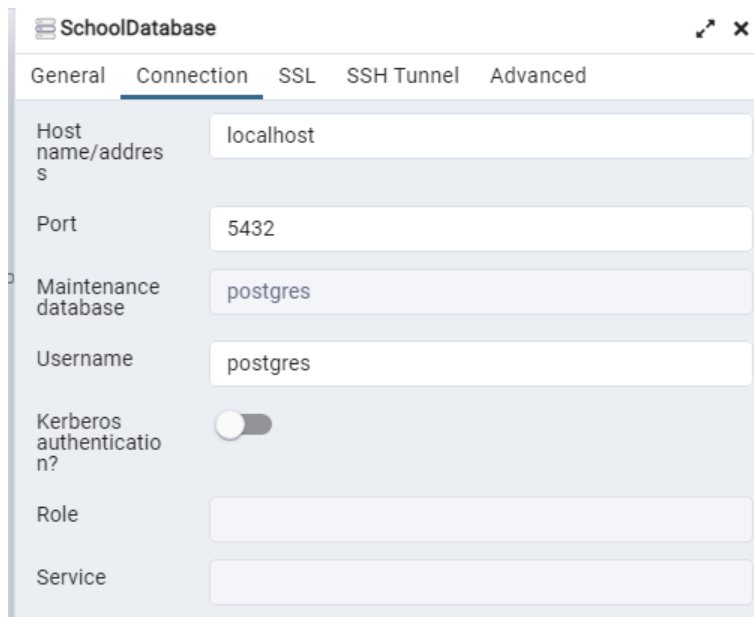 SchoolDatabase
General Connection SSL SSH Tunnel Advanced
Host
name/addres
s
localhost
Port
5432
Maintenance
database
postgres
Username
postgres
Kerberos
authenticatio
n?
Role
Service